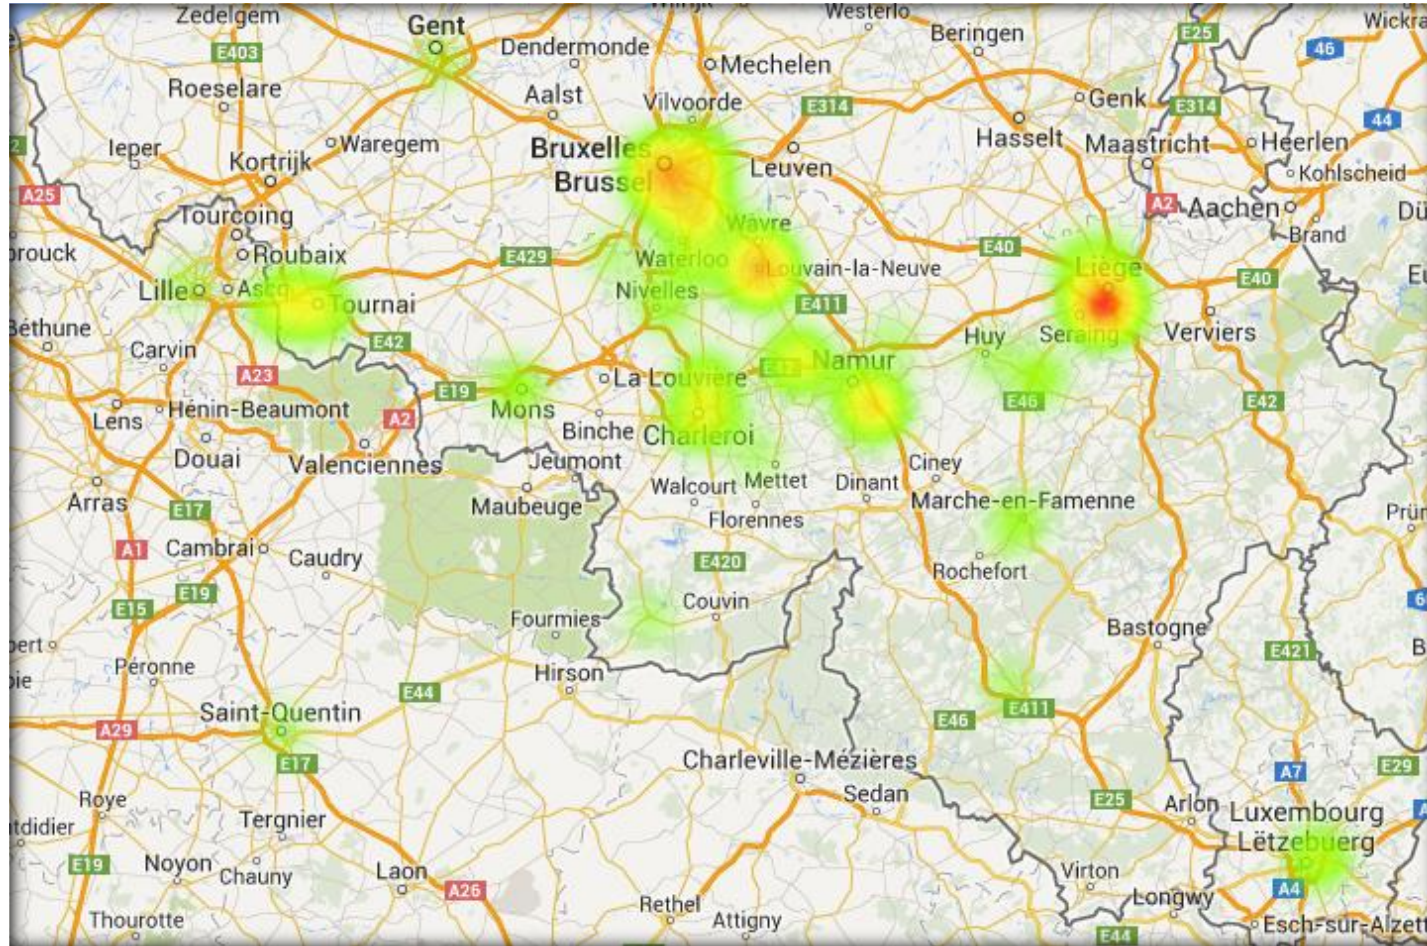 Zedelgem
Gent
Westerlo
E25
E403
Dendermonde
Beringen
46
Mechelen
Roeselare
Aalst
Vilvoorde
E314
Genk
E314
44
Hasselt
Ieper
Waregem
Bruxelles
Maastricht
Heerlen
Kortrijk
Brussel
Leuven
Kohlscheid
A25
A2
Aachen
Tourcoing
Wavre
Brand
Roubaix
E429
Waterloo
E40
Louvain-la-Neuve
Liège
E40
Lille
Nivelles
E411
Tournai
Béthune
Huy
Seraing
Verviers
Carvin
E42
Namur
A23
E19
La Louvière
E46
E42
Lens
Hénin-Beaumont
A2
Mons
Binche
Charleroi
Douai
Valenciennes
Jeumont
Ciney
Walcourt
Mettet
Dinant
Arras
Maubeuge
Marche-en-Famenne
E17
Florennes
A1
Cambrai
Caudry
E420
Rochefort
E19
E15
Fourmies
Couvin
Bastogne
E421
Péronne
Hirson
E44
Saint-Quentin
E411
A29
E46
E17
Charleville-Mézières
A7
E29
Roye
Sedan
E25
Arlon
Luxembourg
Tergnier
Lëtzebuerg
E19
Noyon
Chauny
Laon
A26
Virton
A4
Rethel
Longwy
Thourotte
Attigny
E44
Esch-sur-Alzett